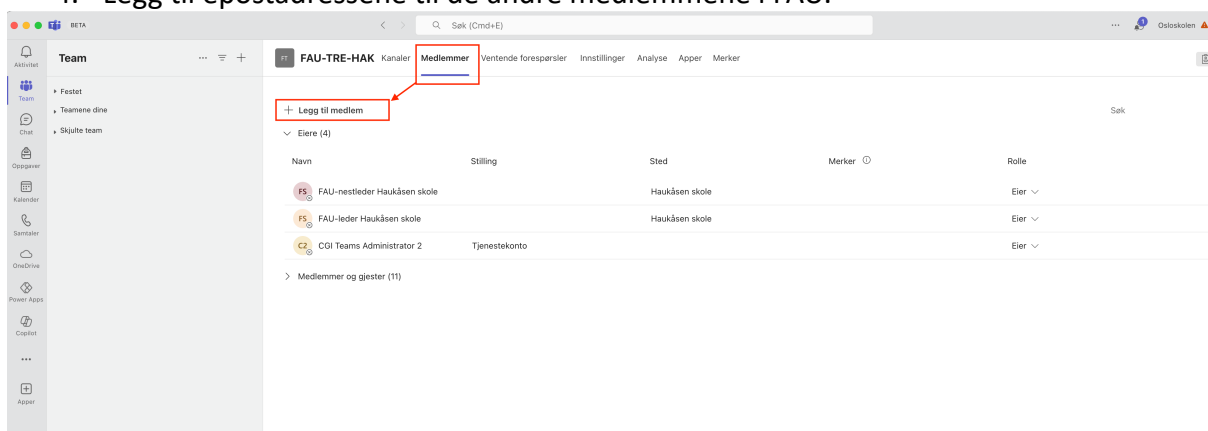 4. Legg til epostadressene til de andre medlemmene i FAU.
BETA
Søk (Cmd+E)
1
Osloskolen
Aktivitet
Team
Chat
Oppgaver
Kalender
Samtaler
OneDrive
Power Apps
Copilot
Apper
Team
Festet
Teamene dine
Skjulte team
FT FAU-TRE-HAK Kanaler Medlemmer Ventende forespørsler Innstillinger Analyse Apper Merker
+ Legg til medlem
Søk
Eiere (4)
Navn Stilling Sted Merker Rolle
FS FAU-nestleder Haukåsen skole Haukåsen skole Eier
FS FAU-leder Haukåsen skole Haukåsen skole Eier
C2 CGI Teams Administrator 2 Tjenestekonto Eier
Medlemmer og gjester (11)